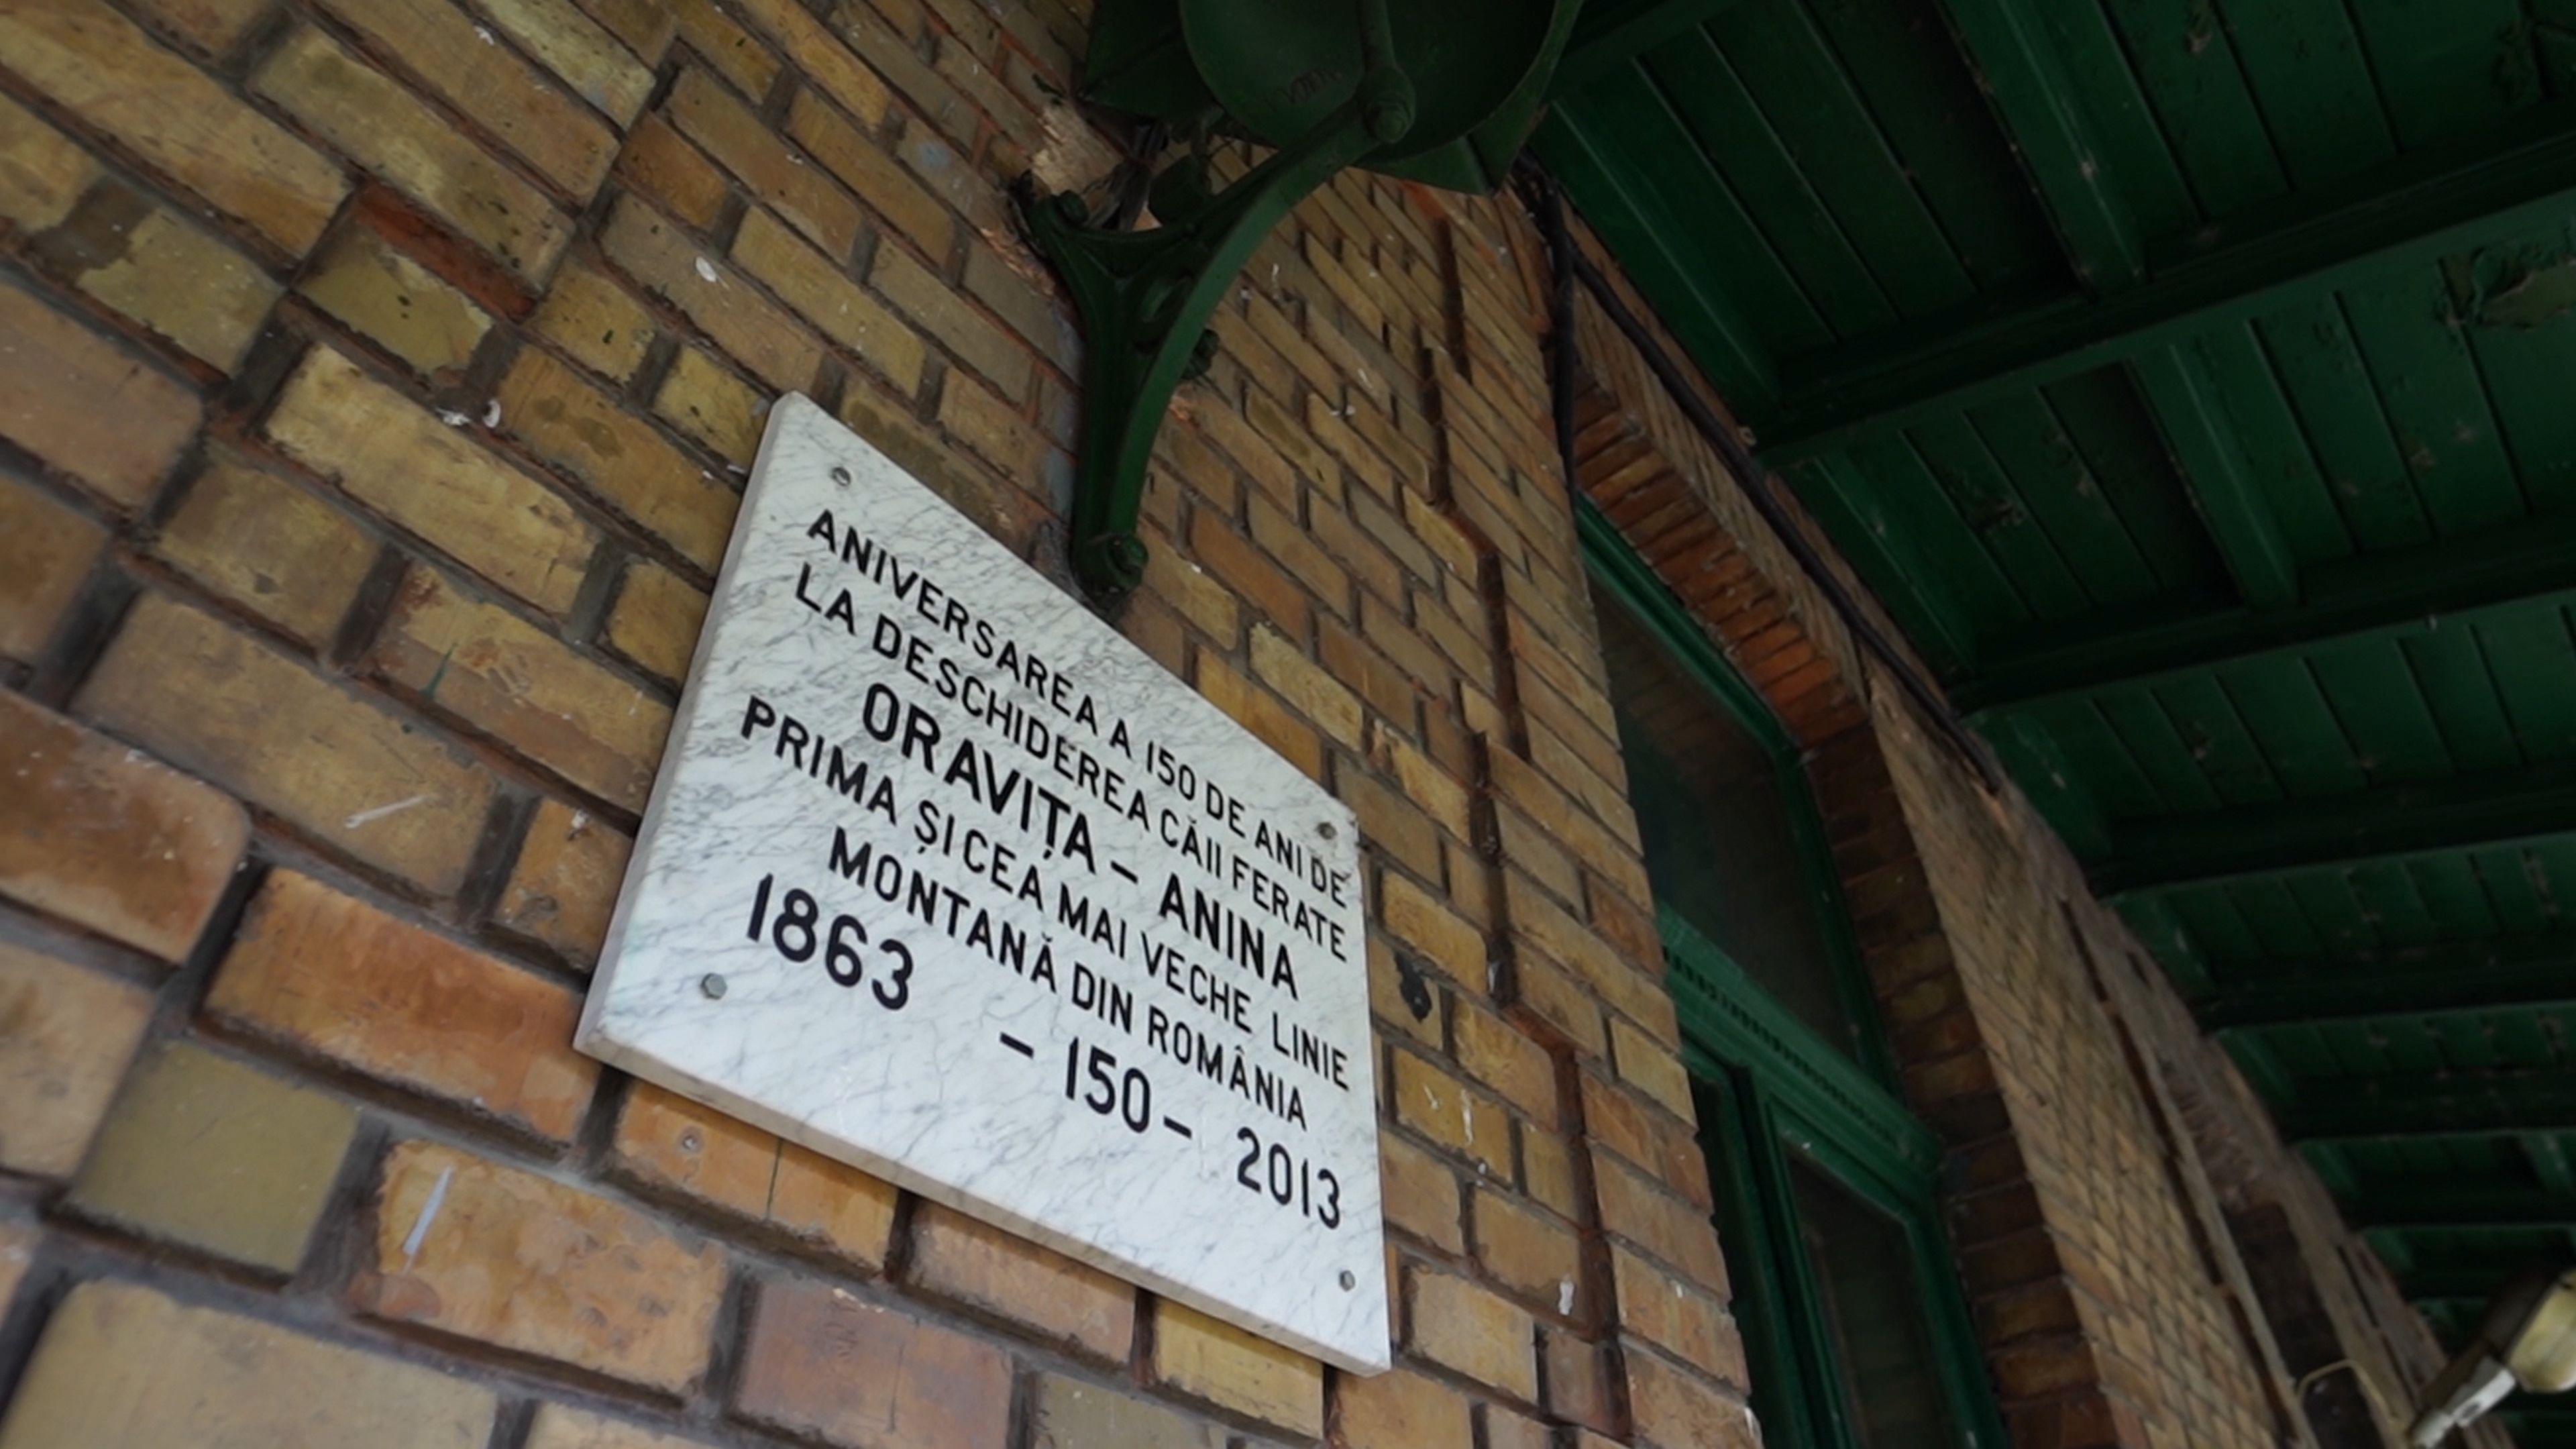 ANIVERSAREA A 150 DE ANI DE
LA DESCHIDEREA CĂII FERATE
ORAVIȚA – ANINA
PRIMA ȘI CEA MAI VECHE LINIE
MONTANĂ DIN ROMÂNIA
1863 – 150 – 2013